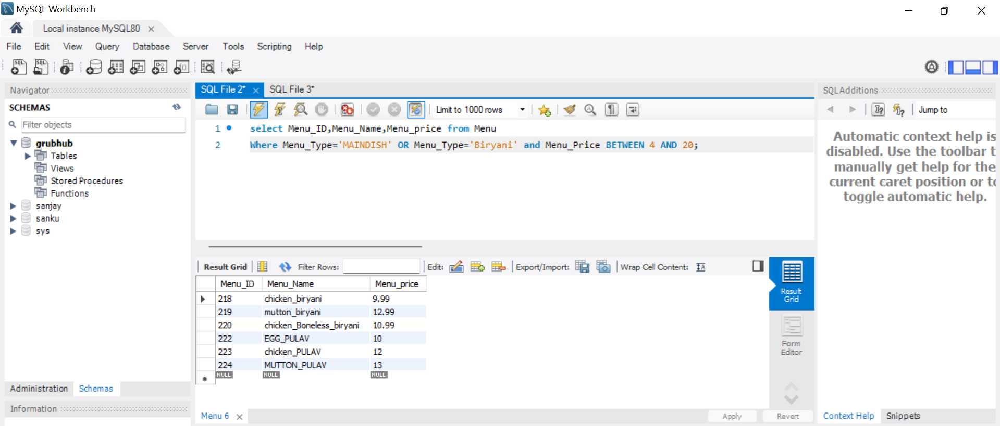 MySQL Workbench
Local instance MySQL80
File Edit View Query Database Server Tools Scripting Help
Navigator
SCHEMAS
Filter objects
grubhub
Tables
Views
Stored Procedures
Functions
sanjay
sanku
sys
Administration Schemas
Information
SQL File 2* SQL File 3*
Limit to 1000 rows
1 select Menu_ID,Menu_Name,Menu_price from Menu
2 Where Menu_Type='MAINDISH' OR Menu_Type='Biryani' and Menu_Price BETWEEN 4 AND 20;
Result Grid Filter Rows: Edit: Export/Import: Wrap Cell Content:
Menu_ID Menu_Name Menu_price
218 chicken_biryani 9.99
219 mutton_biryani 12.99
220 chicken_Boneless_biryani 10.99
222 EGG_PULAV 10
223 chicken_PULAV 12
224 MUTTON_PULAV 13
NULL NULL NULL
Result
Grid
Form
Editor
Menu 6
Apply Revert
SQLAdditions
Jump to
Automatic context help is
disabled. Use the toolbar t
manually get help for the
current caret position or to
toggle automatic help.
Context Help Snippets